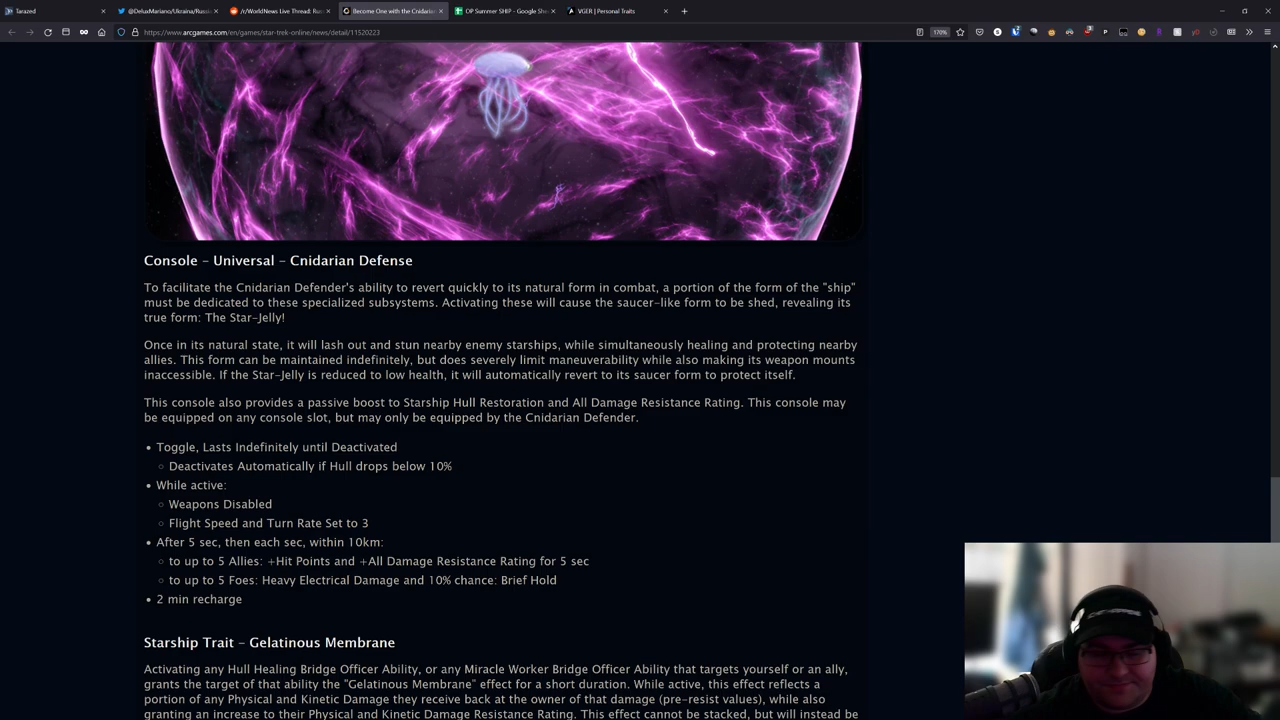 Tarazed
@DeluxMariano/Ukraina/Russi
/r/WorldNews Live Thread: Rus
Become One with the Cnidarian
OP Summer SHIP - Google She
VGER | Personal Traits
https://www.arcgames.com/en/games/star-trek-online/news/detail/11520223
170%
Console - Universal - Cnidarian Defense
To facilitate the Cnidarian Defender's ability to revert quickly to its natural form in combat, a portion of the form of the "ship"
must be dedicated to these specialized subsystems. Activating these will cause the saucer-like form to be shed, revealing its
true form: The Star-Jelly!
Once in its natural state, it will lash out and stun nearby enemy starships, while simultaneously healing and protecting nearby
allies. This form can be maintained indefinitely, but does severely limit maneuverability while also making its weapon mounts
inaccessible. If the Star-Jelly is reduced to low health, it will automatically revert to its saucer form to protect itself.
This console also provides a passive boost to Starship Hull Restoration and All Damage Resistance Rating. This console may
be equipped on any console slot, but may only be equipped by the Cnidarian Defender.
• Toggle, Lasts Indefinitely until Deactivated
○ Deactivates Automatically if Hull drops below 10%
• While active:
○ Weapons Disabled
○ Flight Speed and Turn Rate Set to 3
• After 5 sec, then each sec, within 10km:
○ to up to 5 Allies: +Hit Points and +All Damage Resistance Rating for 5 sec
○ to up to 5 Foes: Heavy Electrical Damage and 10% chance: Brief Hold
• 2 min recharge
Starship Trait - Gelatinous Membrane
Activating any Hull Healing Bridge Officer Ability, or any Miracle Worker Bridge Officer Ability that targets yourself or an ally,
grants the target of that ability the "Gelatinous Membrane" effect for a short duration. While active, this effect reflects a
portion of any Physical and Kinetic Damage they receive back at the owner of that damage (pre-resist values), while also
granting an increase to their Physical and Kinetic Damage Resistance Rating. This effect cannot be stacked, but will instead be